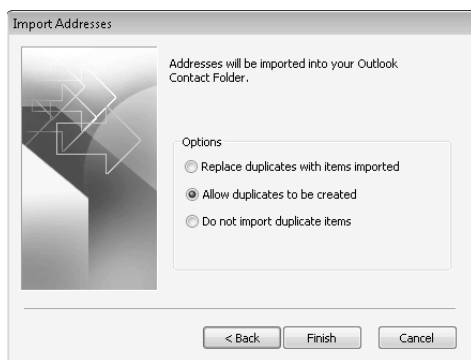 Import Addresses
Addresses will be imported into your Outlook
Contact Folder.
Options
Replace duplicates with items imported
Allow duplicates to be created
Do not import duplicate items
< Back
Finish
Cancel